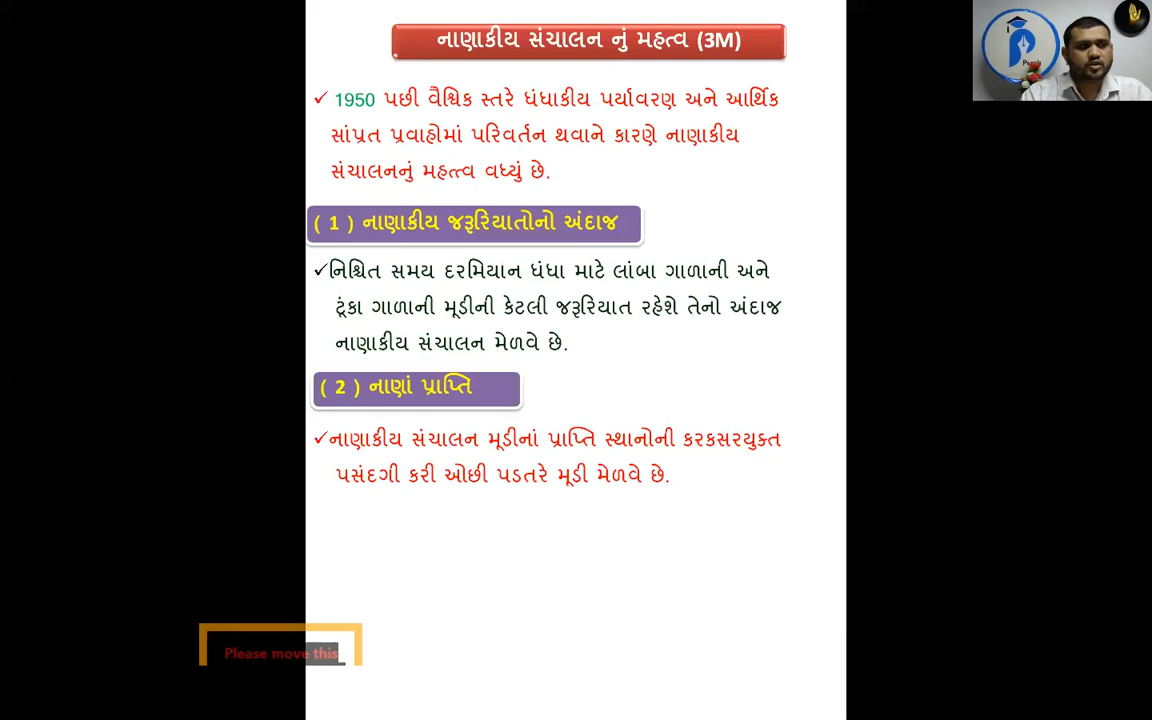 નાણાકીય સંચાલન નું મહત્વ (3M)
✓ 1950 પછી વૈશ્વિક સ્તરે ધંધાકીય પર્યાવરણ અને આર્થિક
સાંપ્રત પ્રવાહોમાં પરિવર્તન થવાને કારણે નાણાકીય
સંચાલનનું મહત્ત્વ વધ્યું છે.
( 1 ) નાણાકીય જરૂરિયાતોનો અંદાજ
✓નિશ્ચિત સમય દરમિયાન ધંધા માટે લાંબા ગાળાની અને
ટૂંકા ગાળાની મૂડીની કેટલી જરૂરિયાત રહેશે તેનો અંદાજ
નાણાકીય સંચાલન મેળવે છે.
( 2 ) નાણાં પ્રાપ્તિ
✓નાણાકીય સંચાલન મૂડીનાં પ્રાપ્તિ સ્થાનોની કરકસરયુક્ત
પસંદગી કરી ઓછી પડતરે મૂડી મેળવે છે.
Please move this_